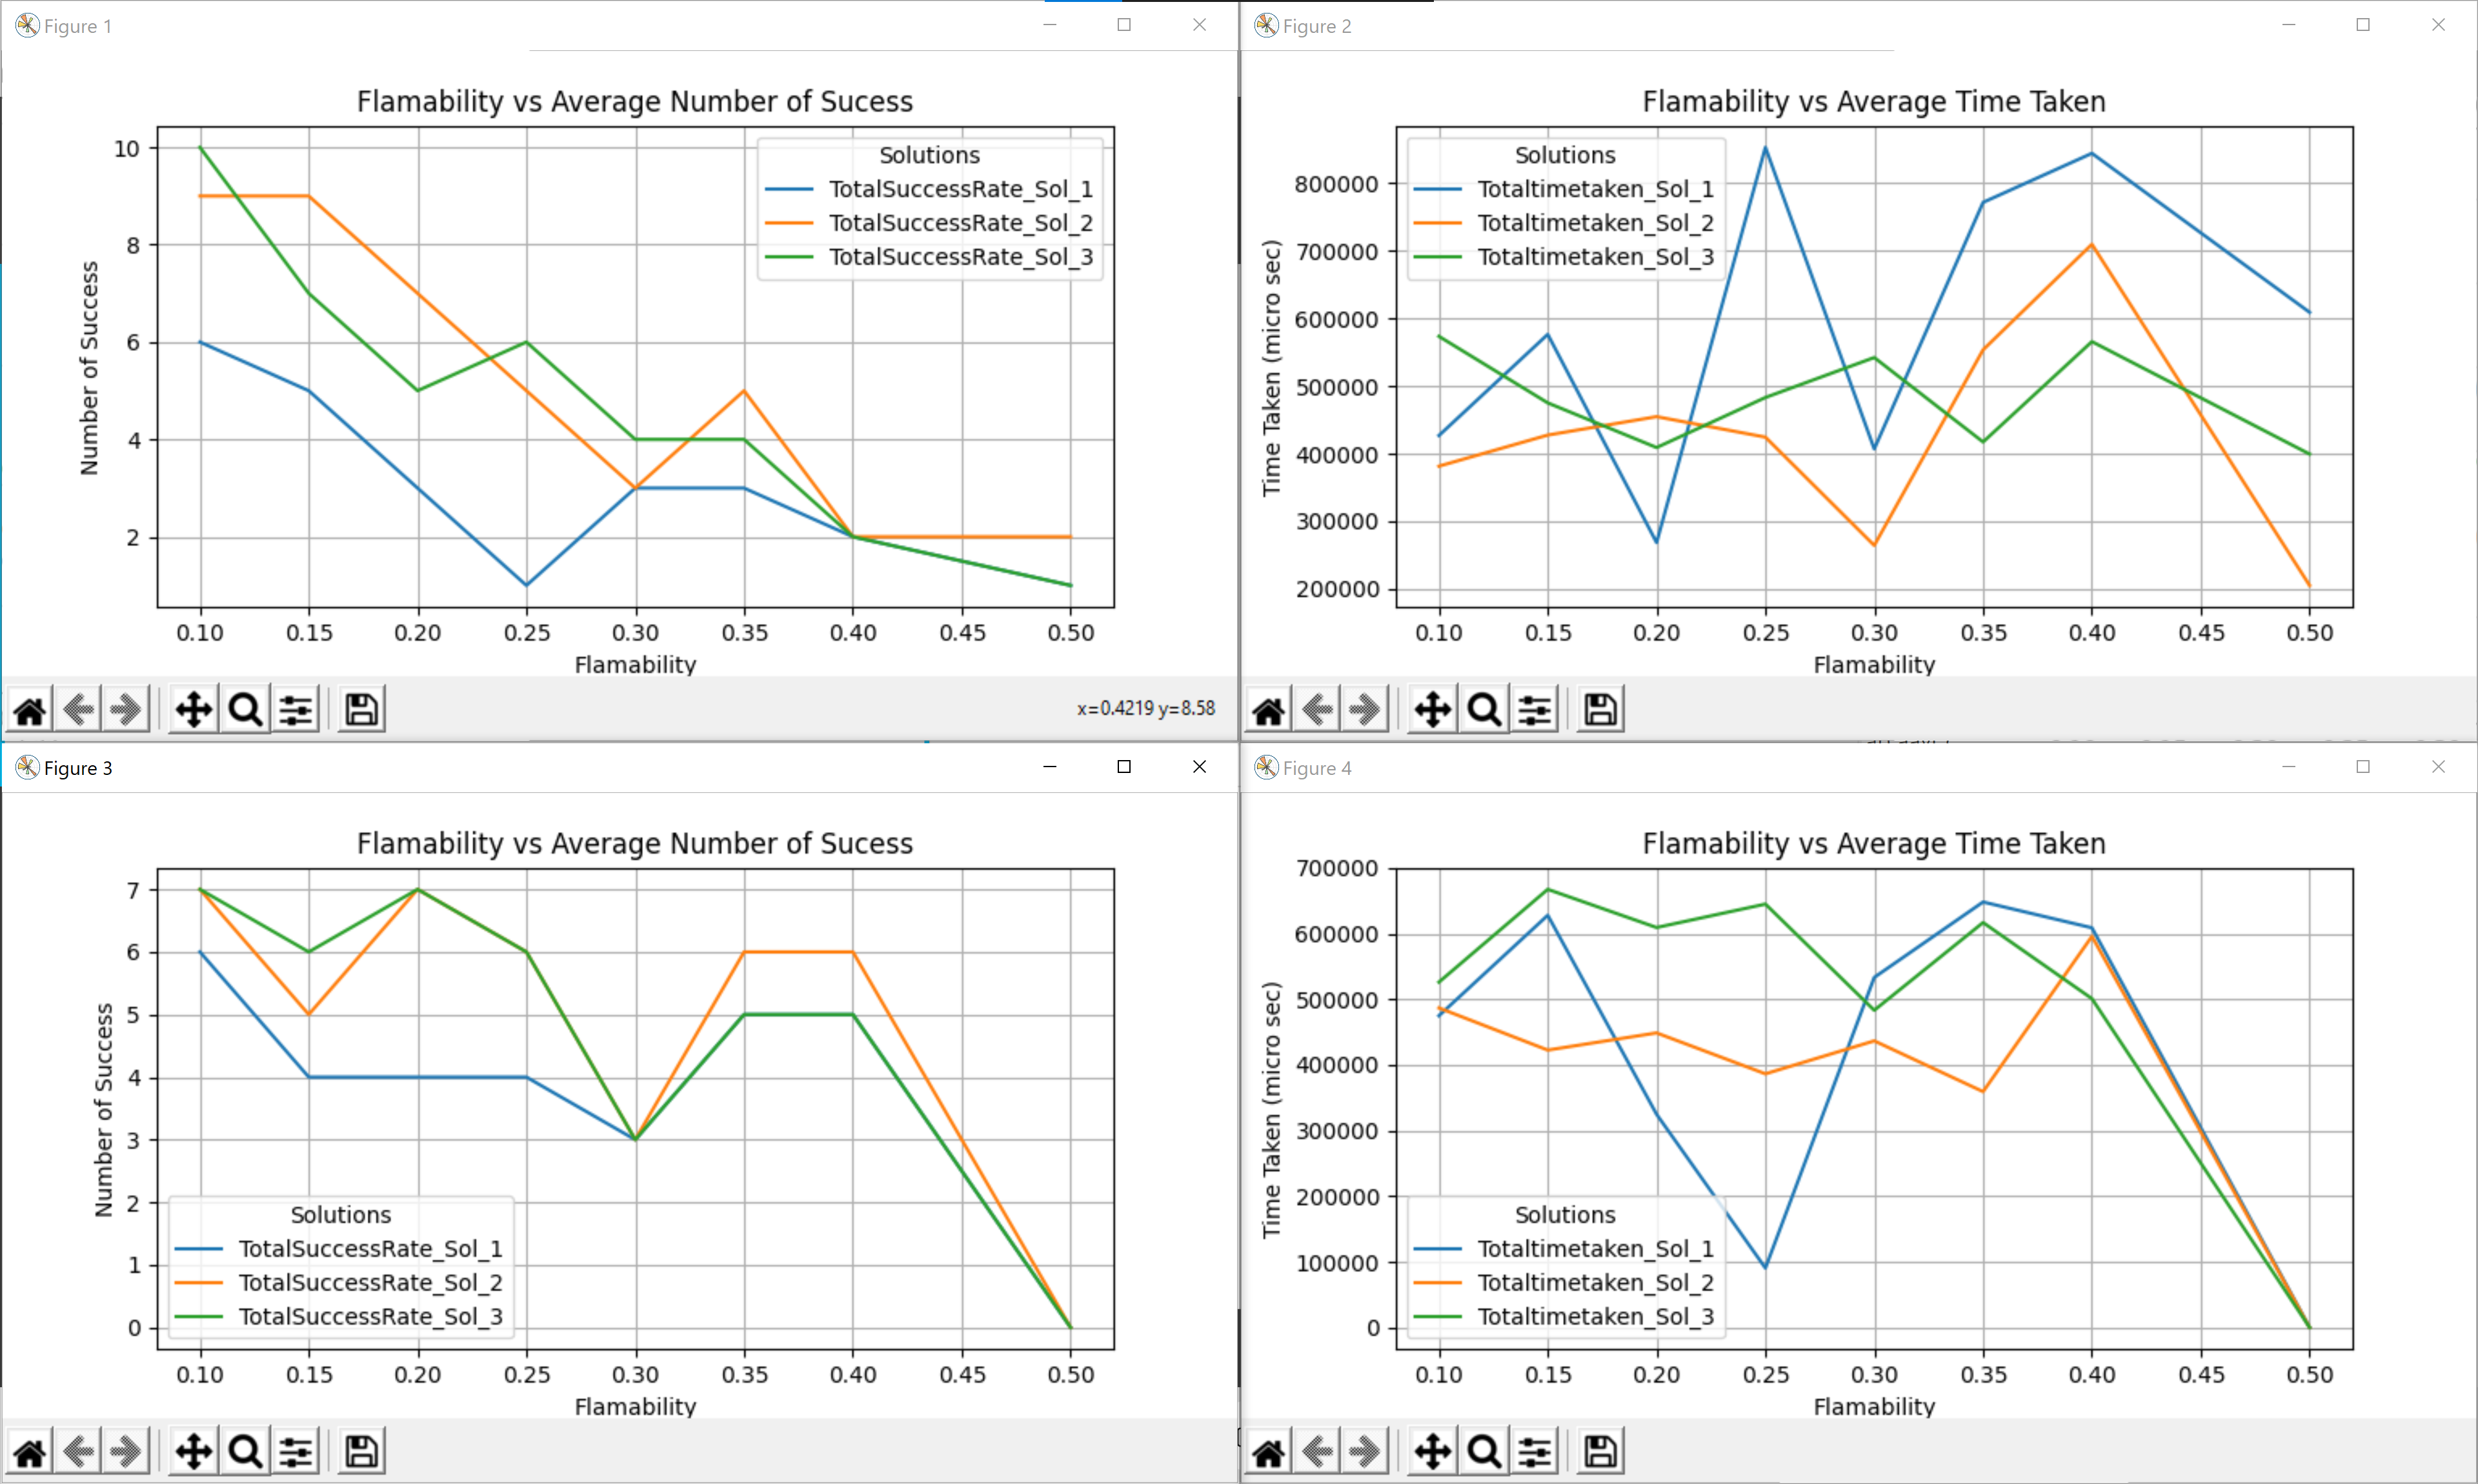 Figure 1
Flamability vs Average Number of Sucess
Number of Success
10
8
6
4
2
Solutions
TotalSuccessRate_Sol_1
TotalSuccessRate_Sol_2
TotalSuccessRate_Sol_3
0.10 0.15 0.20 0.25 0.30 0.35 0.40 0.45 0.50
Flamability
x=0.4219 y=8.58
Figure 2
Flamability vs Average Time Taken
Time Taken (micro sec)
800000
700000
600000
500000
400000
300000
200000
Solutions
Totaltimetaken_Sol_1
Totaltimetaken_Sol_2
Totaltimetaken_Sol_3
0.10 0.15 0.20 0.25 0.30 0.35 0.40 0.45 0.50
Flamability
Figure 3
Flamability vs Average Number of Sucess
Number of Success
7
6
5
4
3
2
1
0
Solutions
TotalSuccessRate_Sol_1
TotalSuccessRate_Sol_2
TotalSuccessRate_Sol_3
0.10 0.15 0.20 0.25 0.30 0.35 0.40 0.45 0.50
Flamability
Figure 4
Flamability vs Average Time Taken
Time Taken (micro sec)
700000
600000
500000
400000
300000
200000
100000
0
Solutions
Totaltimetaken_Sol_1
Totaltimetaken_Sol_2
Totaltimetaken_Sol_3
0.10 0.15 0.20 0.25 0.30 0.35 0.40 0.45 0.50
Flamability